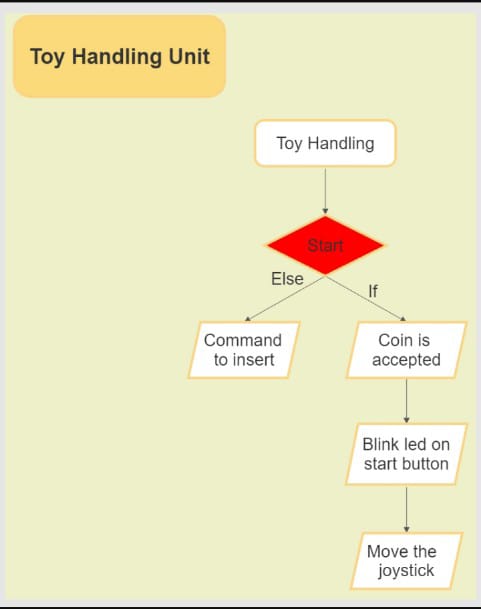 Toy Handling Unit
Toy Handling
Start
Else
If
Command
to insert
Coin is
accepted
Blink led on
start button
Move the
joystick